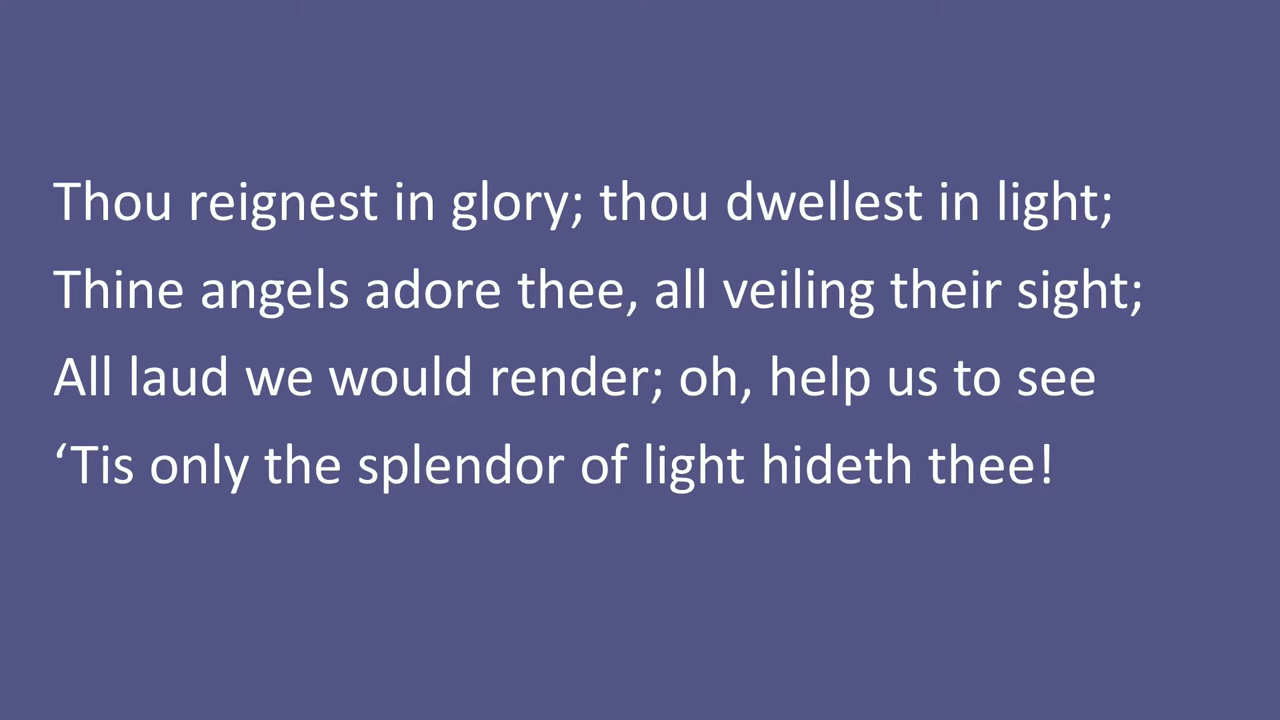 Thou reignest in glory; thou dwellest in light;
Thine angels adore thee, all veiling their sight;
All laud we would render; oh, help us to see
‘Tis only the splendor of light hideth thee!